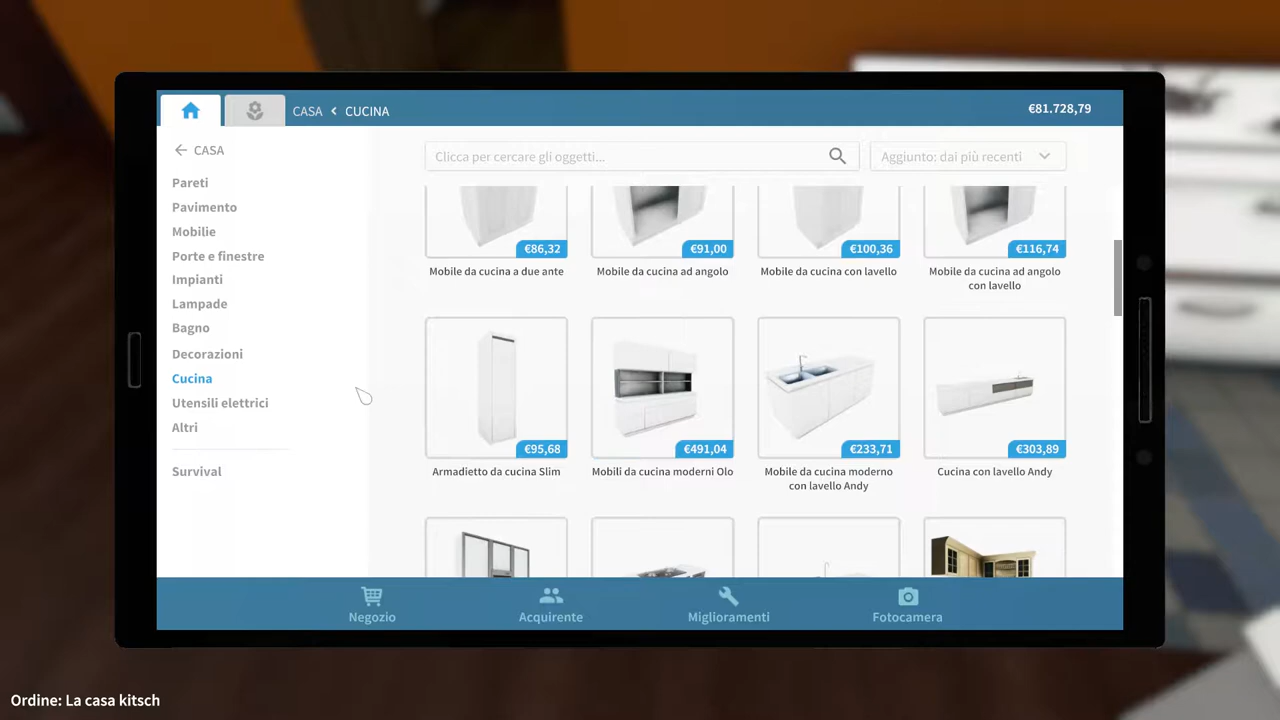 CASA < CUCINA
€81.728,79
← CASA
Pareti
Pavimento
Mobilie
Porte e finestre
Impianti
Lampade
Bagno
Decorazioni
Cucina
Utensili elettrici
Altri
Survival
Clicca per cercare gli oggetti...
Aggiunto: dai più recenti
€86,32
€91,00
€100,36
€116,74
Mobile da cucina a due ante
Mobile da cucina ad angolo
Mobile da cucina con lavello
Mobile da cucina ad angolo
con lavello
€95,68
€491,04
€233,71
€303,89
Armadietto da cucina Slim
Mobili da cucina moderni Olo
Mobile da cucina moderno
con lavello Andy
Cucina con lavello Andy
Negozio
Acquirente
Miglioramenti
Fotocamera
Ordine: La casa kitsch